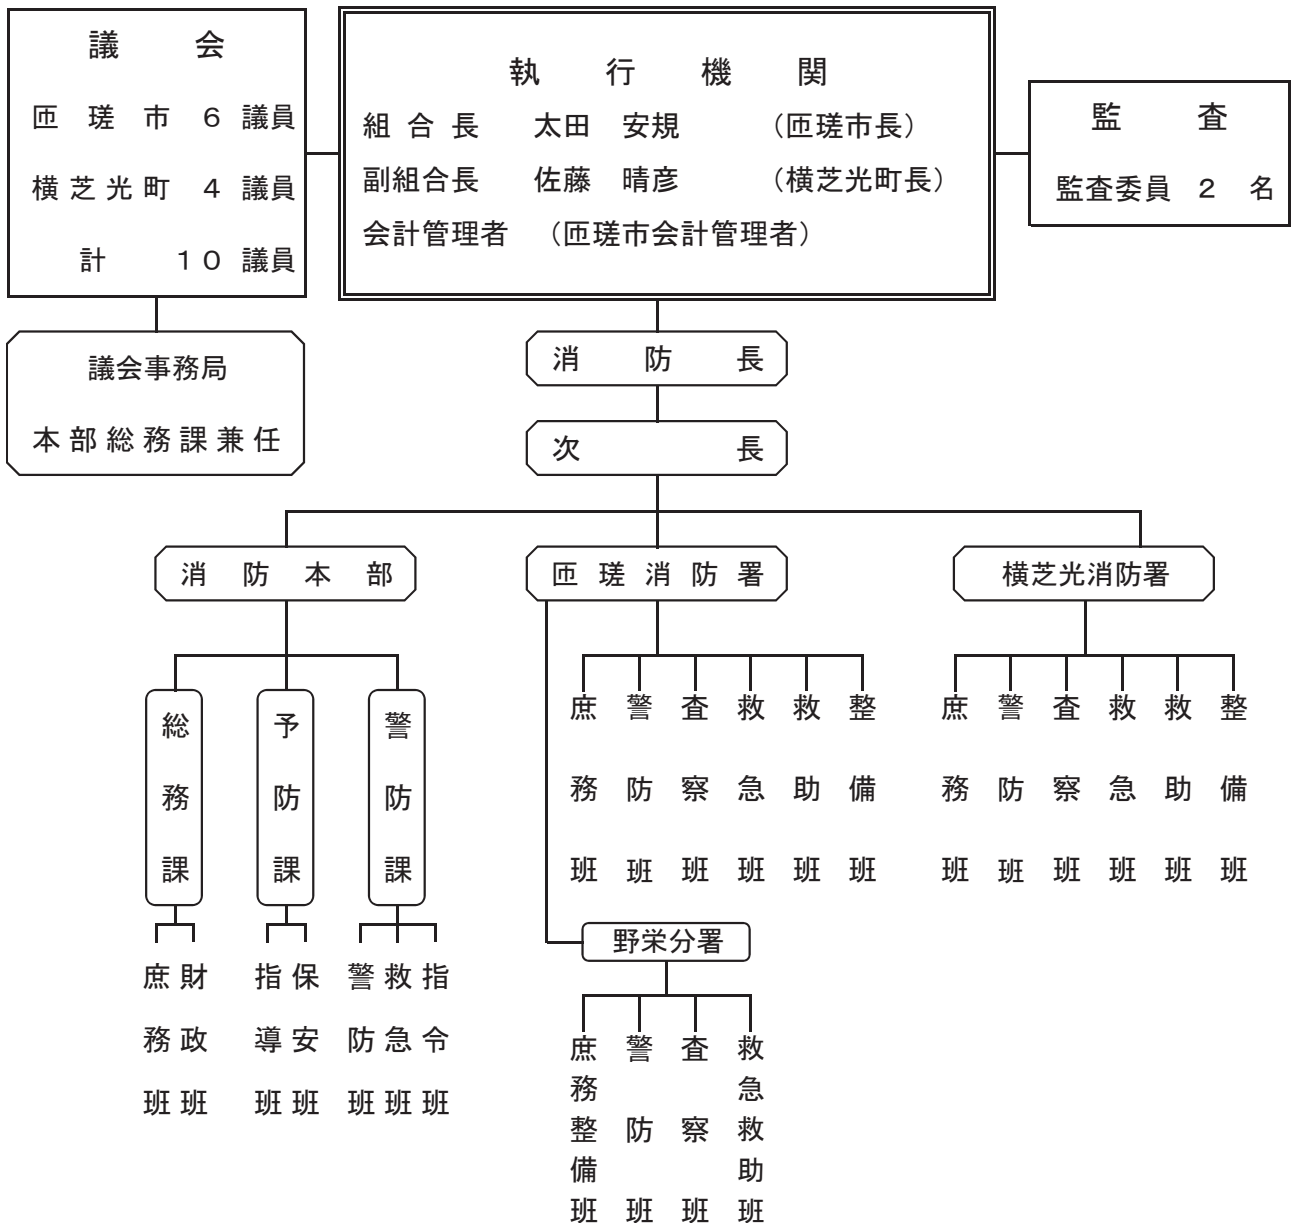 議会
匝瑳市 6 議員
横芝光町 4 議員
計 10 議員
議会事務局
本部総務課兼任
執行機関
組合長 太田 安規 （匝瑳市長）
副組合長 佐藤 晴彦 （横芝光町長）
会計管理者 （匝瑳市会計管理者）
監査
監査委員 2 名
消防長
次長
消防本部
匝瑳消防署
横芝光消防署
総務課
予防課
警防課
庶務班
財政班
指導班
保安班
警防班
救急班
指令班
庶務班
警防班
査察班
救急班
救助班
整備班
野栄分署
庶務整備班
警防班
査察班
救急救助班
庶務班
警防班
査察班
救急班
救助班
整備班